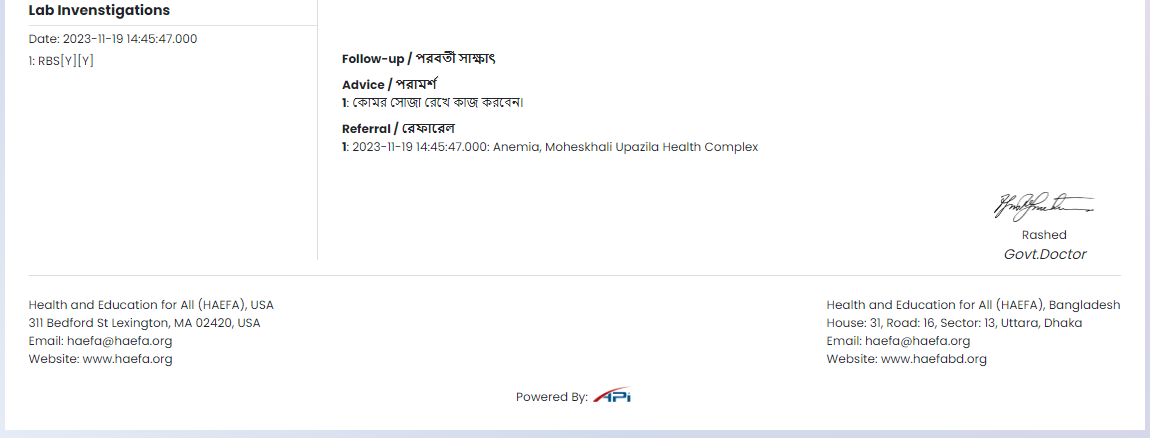 Lab Invenstigations
Date: 2023-11-19 14:45:47.000
1: RBS[Y][Y]
Follow-up / পরবর্তী সাক্ষাৎ
Advice / পরামর্শ
1: কোমর সোজা রেখে কাজ করবেন।
Referral / রেফারেল
1: 2023-11-19 14:45:47.000: Anemia, Moheskhali Upazila Health Complex
Rashed
Govt.Doctor
Health and Education for All (HAEFA), USA
311 Bedford St Lexington, MA 02420, USA
Email: haefa@haefa.org
Website: www.haefa.org
Health and Education for All (HAEFA), Bangladesh
House: 31, Road: 16, Sector: 13, Uttara, Dhaka
Email: haefa@haefa.org
Website: www.haefabd.org
Powered By: APi